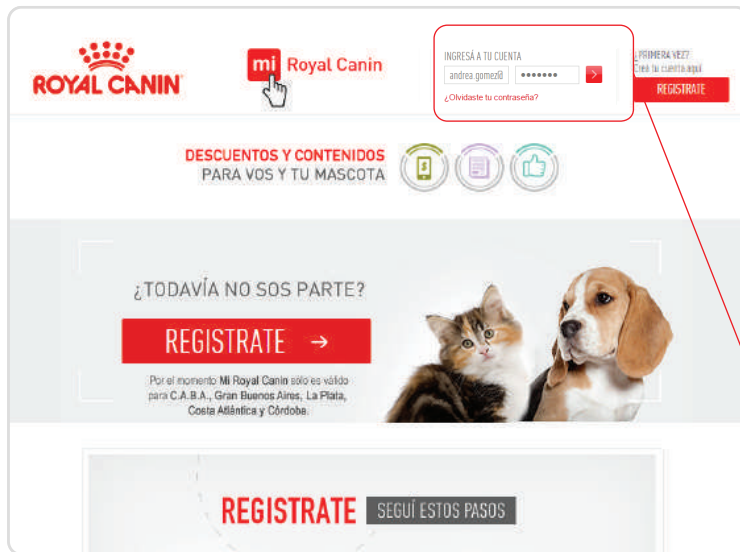 ROYAL CANIN
mi Royal Canin
INGRESÁ A TU CUENTA
andrea.gomez@
¿Olvidaste tu contraseña?
¿PRIMERA VEZ?
Creá tu cuenta aquí
REGISTRATE
DESCUENTOS Y CONTENIDOS
PARA VOS Y TU MASCOTA
¿TODAVÍA NO SOS PARTE?
REGISTRATE →
Por el momento Mi Royal Canin sólo es válido
para C.A.B.A., Gran Buenos Aires, La Plata,
Costa Atlántica y Córdoba.
REGISTRATE SEGUÍ ESTOS PASOS